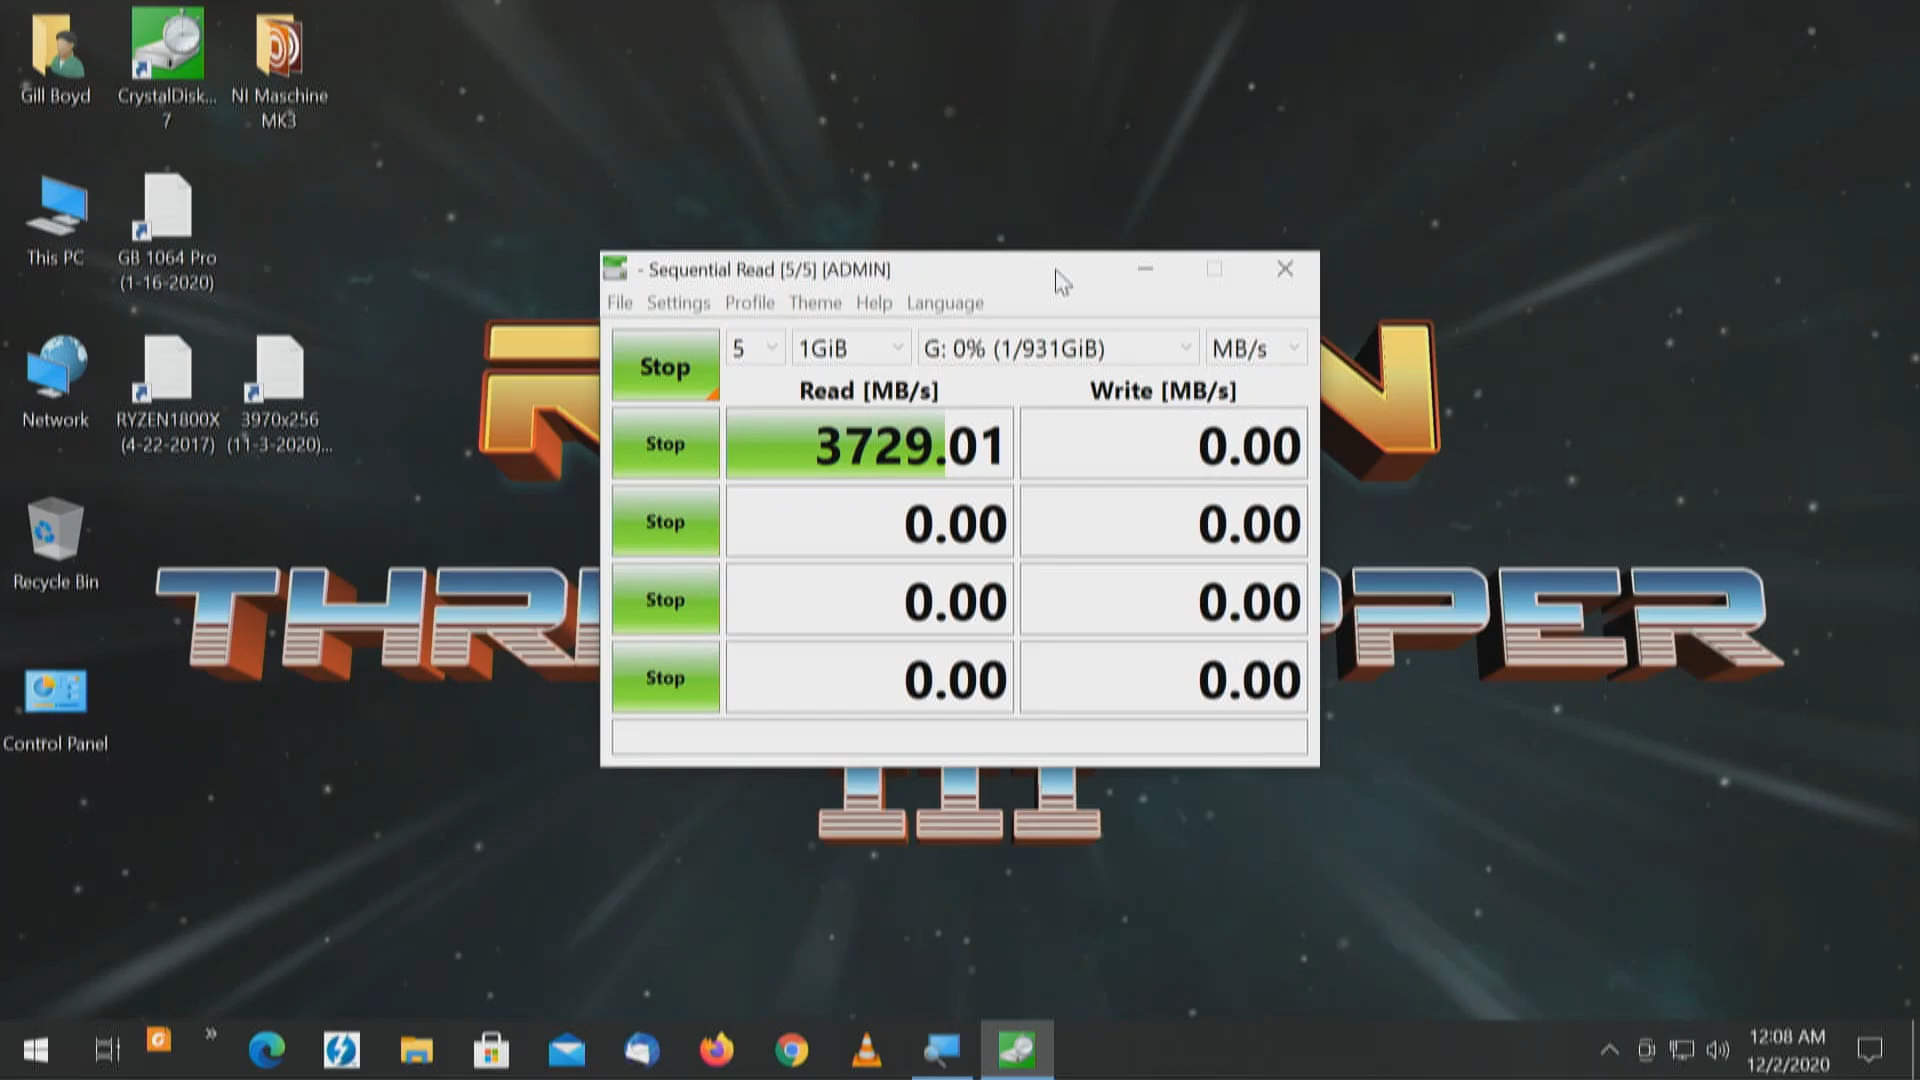 Gill Boyd
CrystalDisk...
7
NI Maschine
MK3
This PC
GB 1064 Pro
(1-16-2020)
Network
RYZEN1800X
(4-22-2017)
3970x256
(11-3-2020)...
Recycle Bin
Control Panel
- Sequential Read [5/5] [ADMIN]
File Settings Profile Theme Help Language
Stop 5 1GiB G: 0% (1/931GiB) MB/s
Read [MB/s] Write [MB/s]
Stop 3729.01 0.00
Stop 0.00 0.00
Stop 0.00 0.00
Stop 0.00 0.00
N
THR PPER
III
12:08 AM
12/2/2020